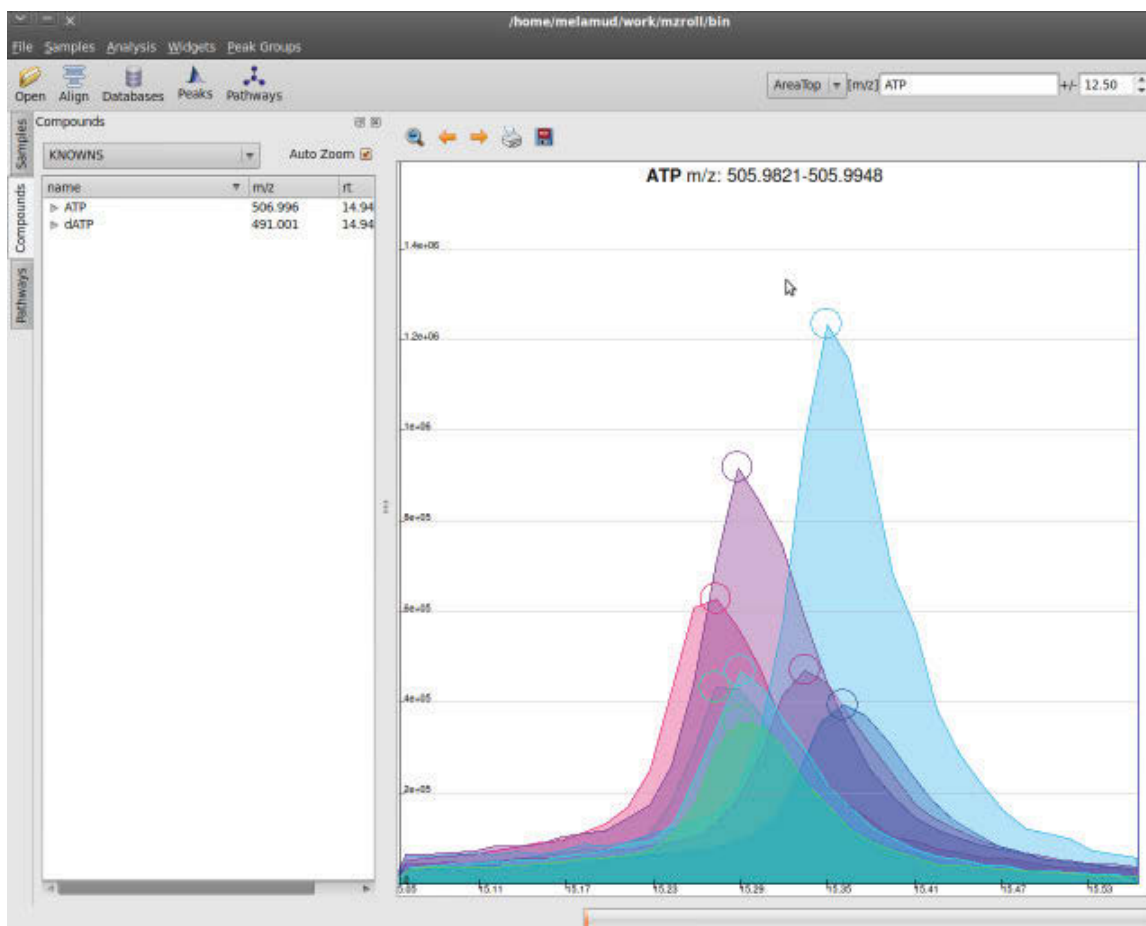 /home/melamud/work/mzroll/bin
File Samples Analysis Widgets Peak Groups
Open Align Databases Peaks Pathways
AreaTop [m/z] ATP +/- 12.50
Samples
Compounds
Pathways
Compounds
KNOWNS Auto Zoom
name m/z rt
ATP 506.996 14.94
dATP 491.001 14.94
ATP m/z: 505.9821-505.9948
1.4e+06
1.2e+06
1e+06
8e+05
6e+05
4e+05
2e+05
0
5.05 15.11 15.17 15.23 15.29 15.35 15.41 15.47 15.53